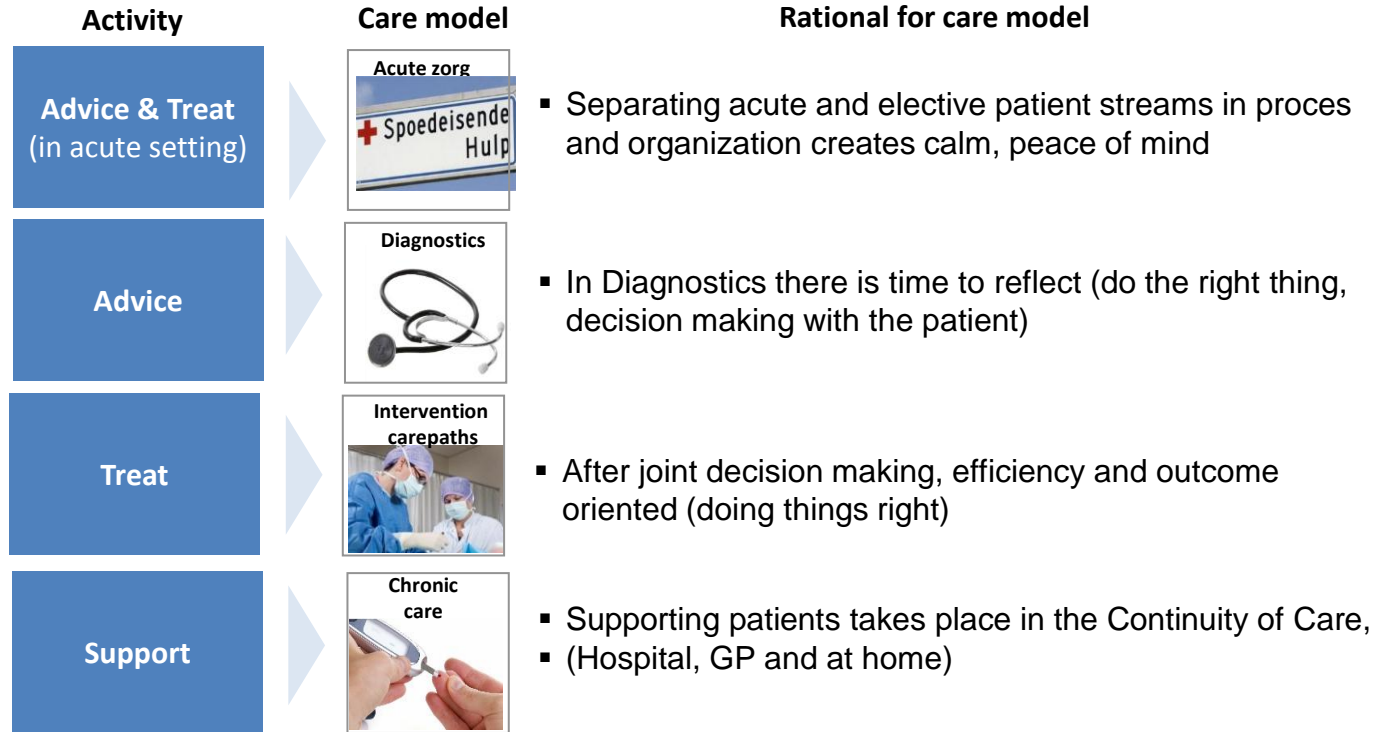 Activity
Care model
Rational for care model
Advice & Treat
(in acute setting)
Acute zorg
Spoedeisende
Hulp
▪ Separating acute and elective patient streams in proces
and organization creates calm, peace of mind
Advice
Diagnostics
▪ In Diagnostics there is time to reflect (do the right thing,
decision making with the patient)
Treat
Intervention
carepaths
▪ After joint decision making, efficiency and outcome
oriented (doing things right)
Support
Chronic
care
▪ Supporting patients takes place in the Continuity of Care,
▪ (Hospital, GP and at home)